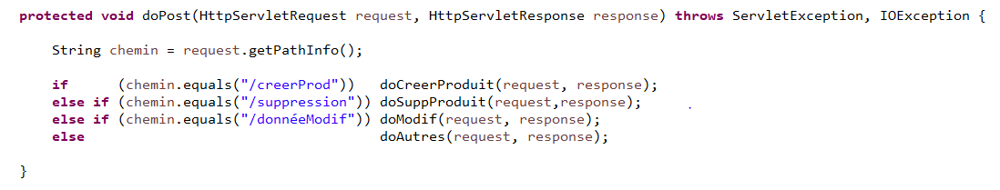 protected void doPost(HttpServletRequest request, HttpServletResponse response) throws ServletException, IOException {
String chemin = request.getPathInfo();
if (chemin.equals("/creerProd")) doCreerProduit(request, response);
else if (chemin.equals("/suppression")) doSuppProduit(request,response);
else if (chemin.equals("/donnéeModif")) doModif(request, response);
else doAutres(request, response);
}